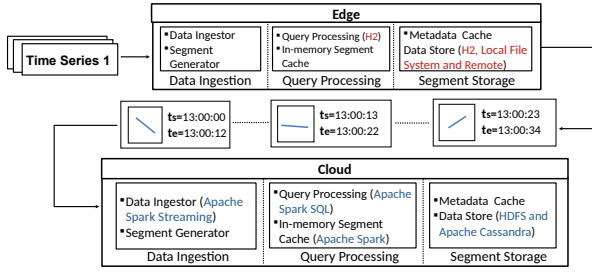 Edge
Time Series 1
▪Data Ingestor
▪Segment
Generator
Data Ingestion
▪Query Processing (H2)
▪In-memory Segment
Cache
Query Processing
▪Metadata Cache
Data Store (H2, Local File
System and Remote)
Segment Storage
ts=13:00:00
te=13:00:12
ts=13:00:13
te=13:00:22
ts=13:00:23
te=13:00:34
Cloud
▪Data Ingestor (Apache
Spark Streaming)
▪Segment Generator
Data Ingestion
▪Query Processing (Apache
Spark SQL)
▪In-memory Segment
Cache (Apache Spark)
Query Processing
▪Metadata Cache
▪Data Store (HDFS and
Apache Cassandra)
Segment Storage